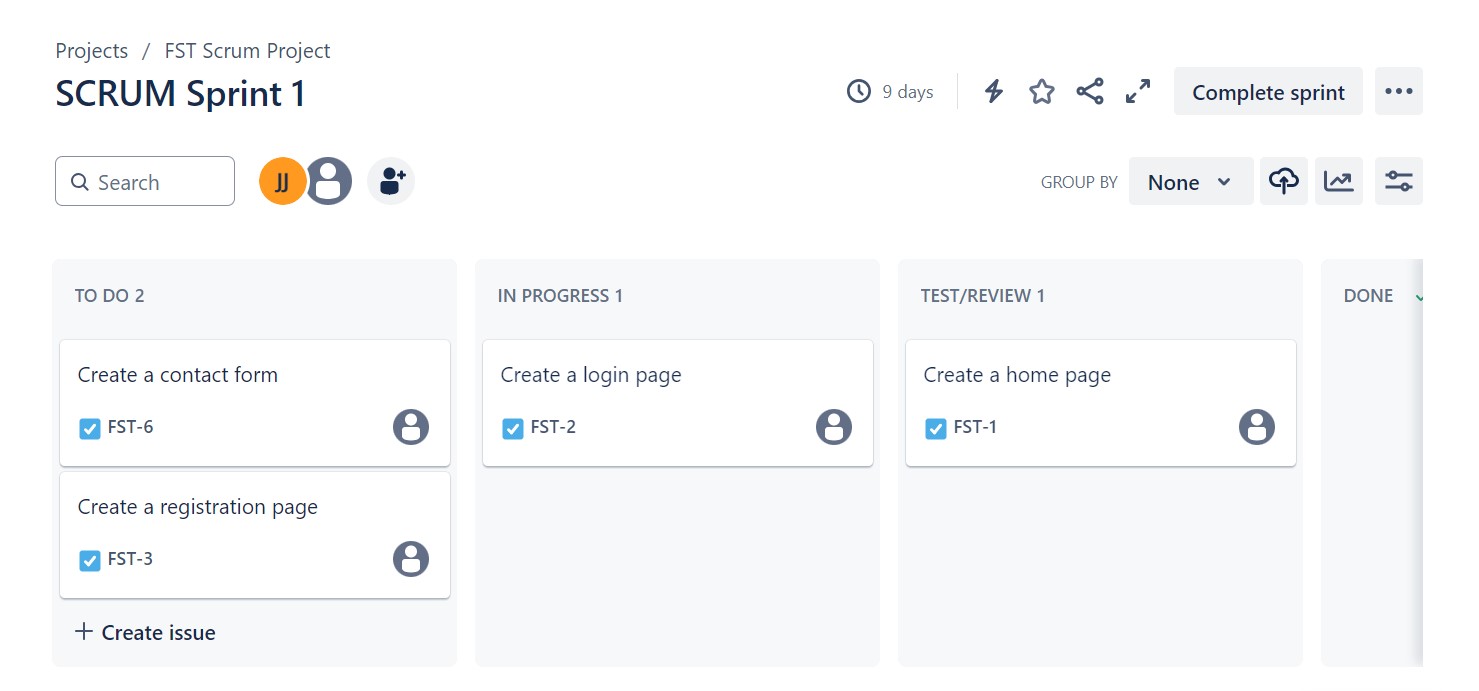 Projects / FST Scrum Project
SCRUM Sprint 1
9 days
Complete sprint
Search
JJ
GROUP BY
None
TO DO 2
Create a contact form
FST-6
Create a registration page
FST-3
+ Create issue
IN PROGRESS 1
Create a login page
FST-2
TEST/REVIEW 1
Create a home page
FST-1
DONE